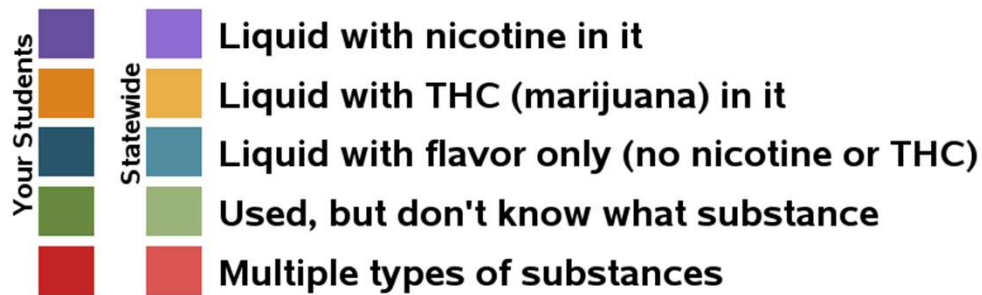 Your Students
Statewide
Liquid with nicotine in it
Liquid with THC (marijuana) in it
Liquid with flavor only (no nicotine or THC)
Used, but don't know what substance
Multiple types of substances